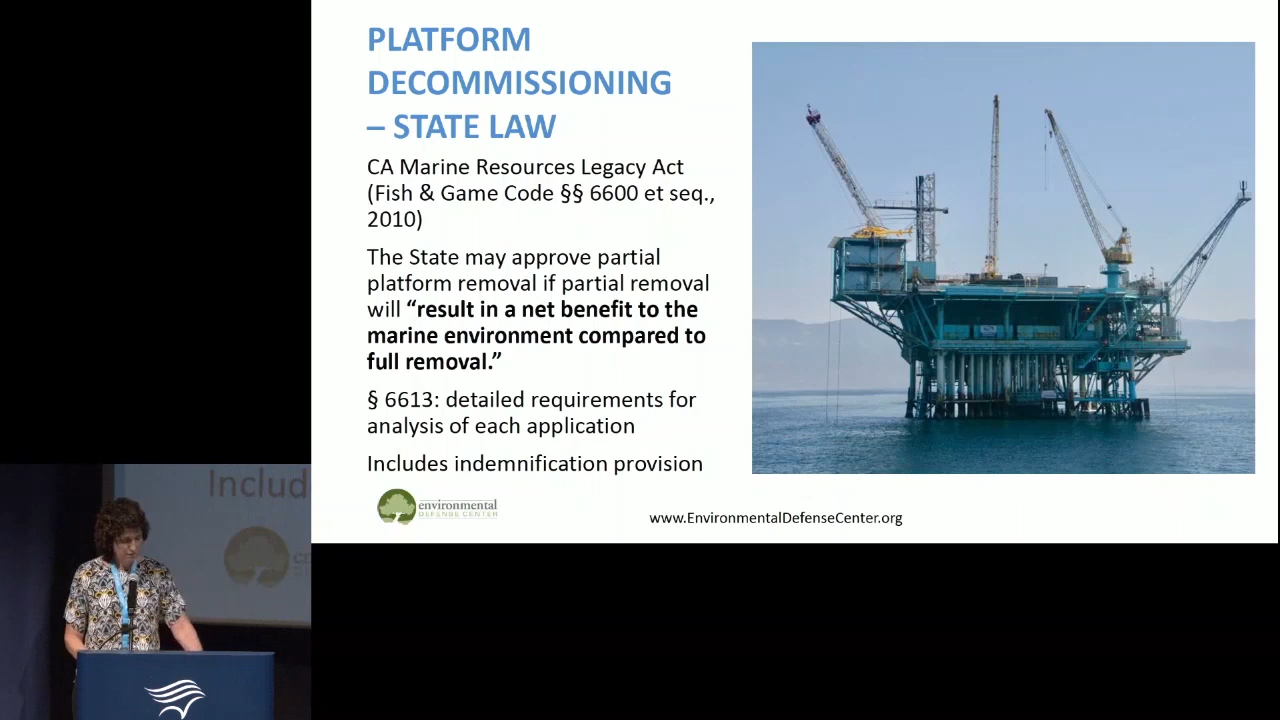 PLATFORM
DECOMMISSIONING
– STATE LAW
CA Marine Resources Legacy Act
(Fish & Game Code §§ 6600 et seq.,
2010)
The State may approve partial
platform removal if partial removal
will “result in a net benefit to the
marine environment compared to
full removal.”
§ 6613: detailed requirements for
analysis of each application
Includes indemnification provision
environmental
DEFENSE CENTER
www.EnvironmentalDefenseCenter.org
Includ
en